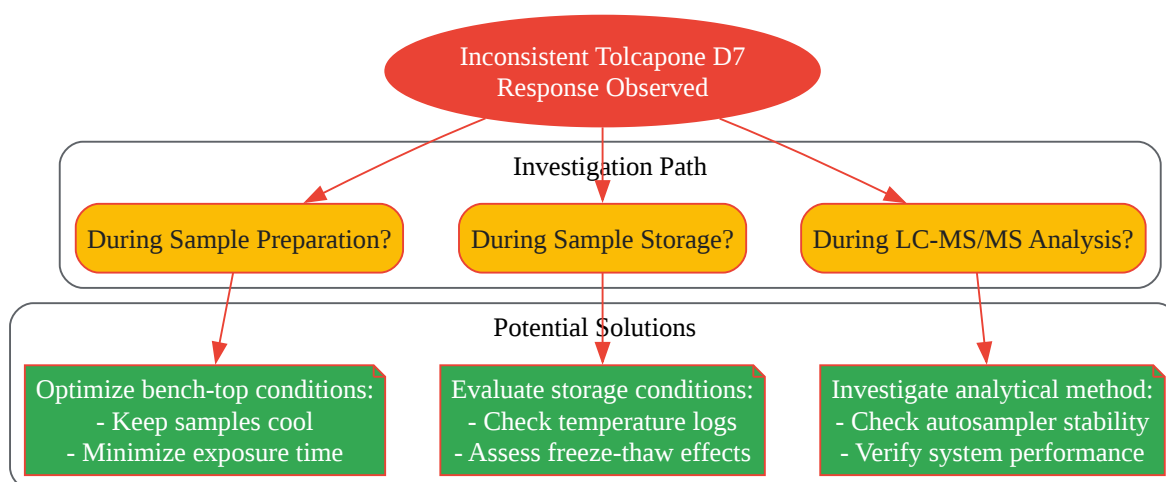 Inconsistent Tolcapone D7
Response Observed
Investigation Path
During Sample Preparation?
During Sample Storage?
During LC-MS/MS Analysis?
Potential Solutions
Optimize bench-top conditions:
- Keep samples cool
- Minimize exposure time
Evaluate storage conditions:
- Check temperature logs
- Assess freeze-thaw effects
Investigate analytical method:
- Check autosampler stability
- Verify system performance